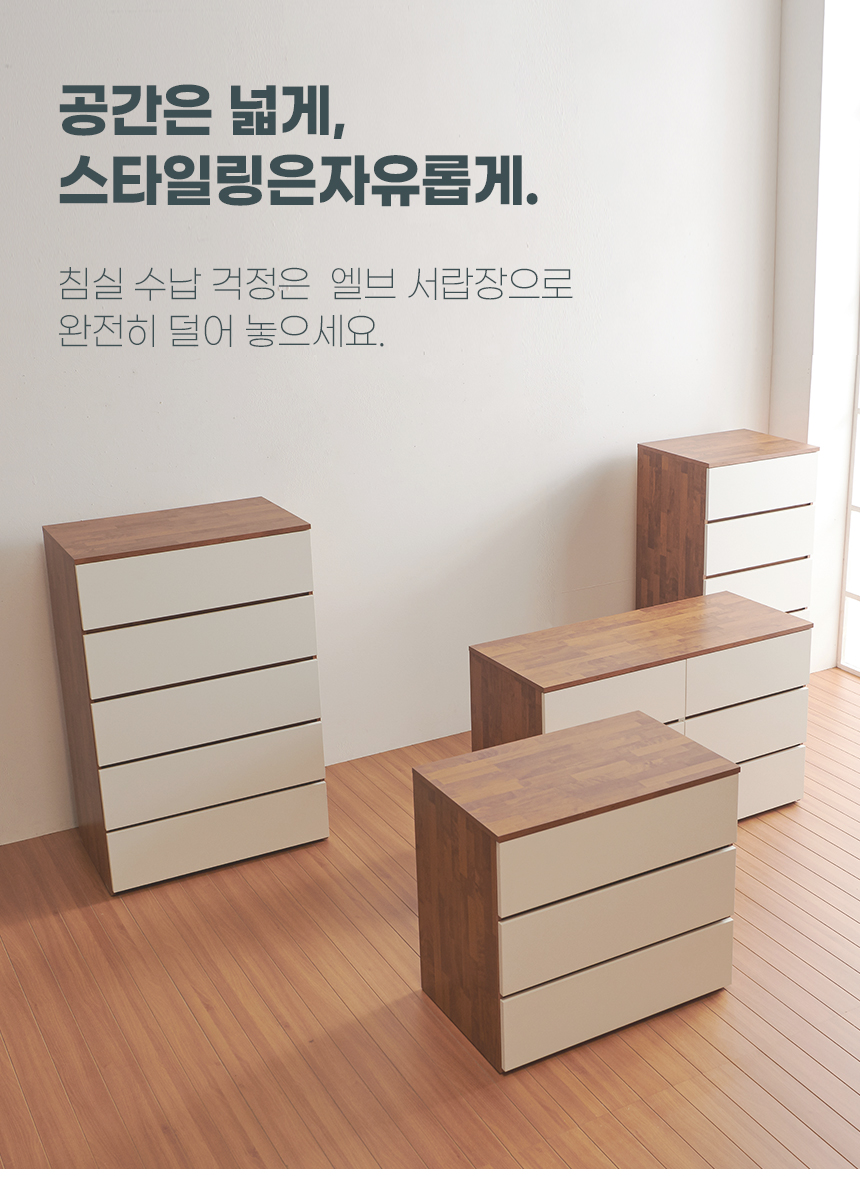 공간은 넓게,
스타일링은자유롭게.
침실 수납 걱정은 엘브 서랍장으로
완전히 덜어 놓으세요.